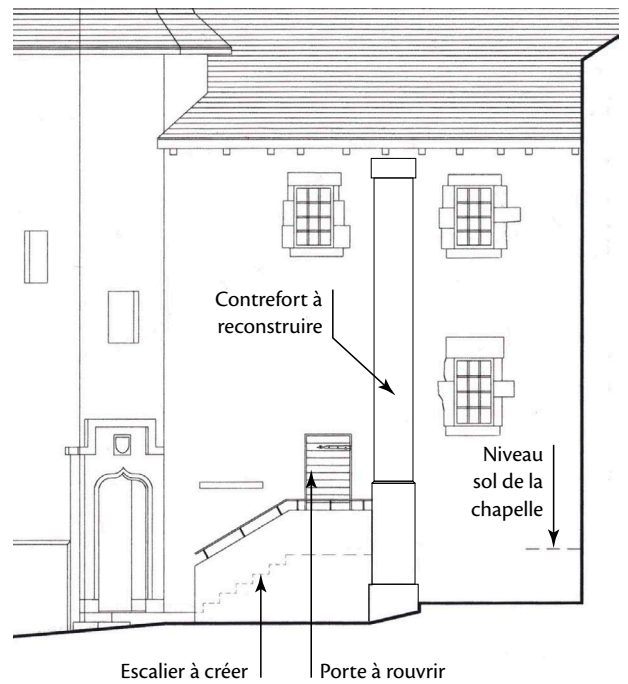 Contrefort à
reconstruire
Niveau
sol de la
chapelle
Escalier à créer
Porte à rouvrir